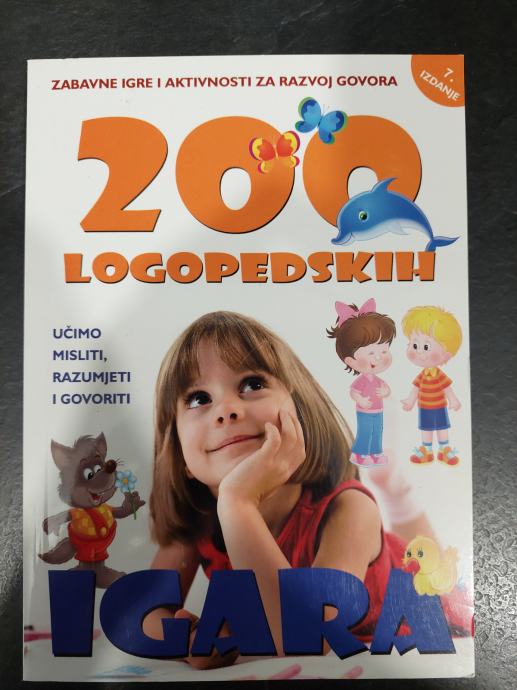 ZABAVNE IGRE I AKTIVNOSTI ZA RAZVOJ GOVORA
7.
IZDANJE
200
LOGOPEDSKIH
UČIMO
MISLITI,
RAZUMJETI
I GOVORITI
IGARA